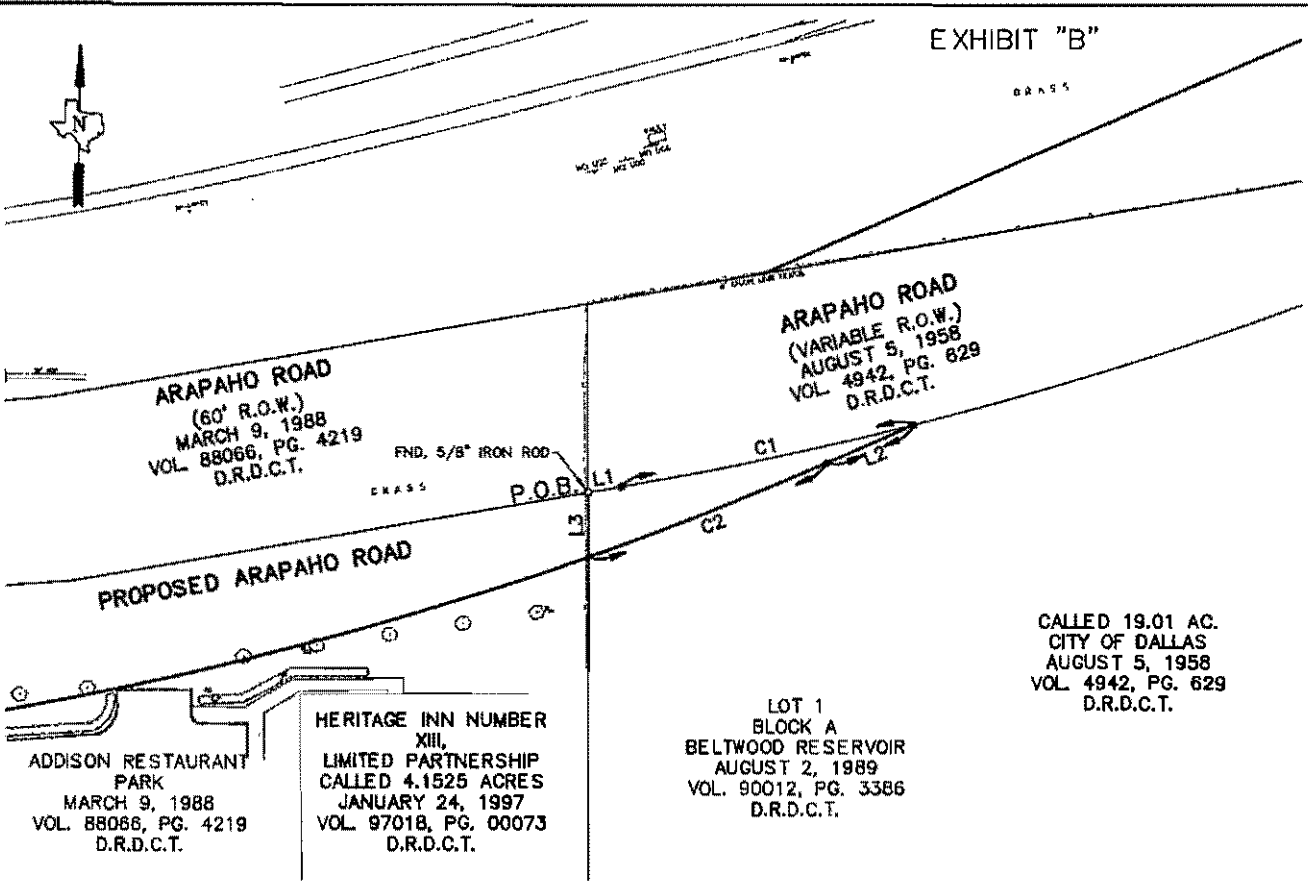 EXHIBIT "B"
GRASS
N
ARAPAHO ROAD
(VARIABLE R.O.W.)
AUGUST 5, 1958
VOL. 4942, PG. 629
D.R.D.C.T.
ARAPAHO ROAD
(60' R.O.W.)
MARCH 9, 1988
VOL. 88066, PG. 4219
D.R.D.C.T.
FND. 5/8" IRON ROD
GRASS
P.O.B.
L1
C1
L2
L3
C2
PROPOSED ARAPAHO ROAD
CALLED 19.01 AC.
CITY OF DALLAS
AUGUST 5, 1958
VOL. 4942, PG. 629
D.R.D.C.T.
LOT 1
BLOCK A
BELTWOOD RESERVOIR
AUGUST 2, 1989
VOL. 90012, PG. 3386
D.R.D.C.T.
HERITAGE INN NUMBER
XIII,
LIMITED PARTNERSHIP
CALLED 4.1525 ACRES
JANUARY 24, 1997
VOL. 97018, PG. 00073
D.R.D.C.T.
ADDISON RESTAURANT
PARK
MARCH 9, 1988
VOL. 88066, PG. 4219
D.R.D.C.T.